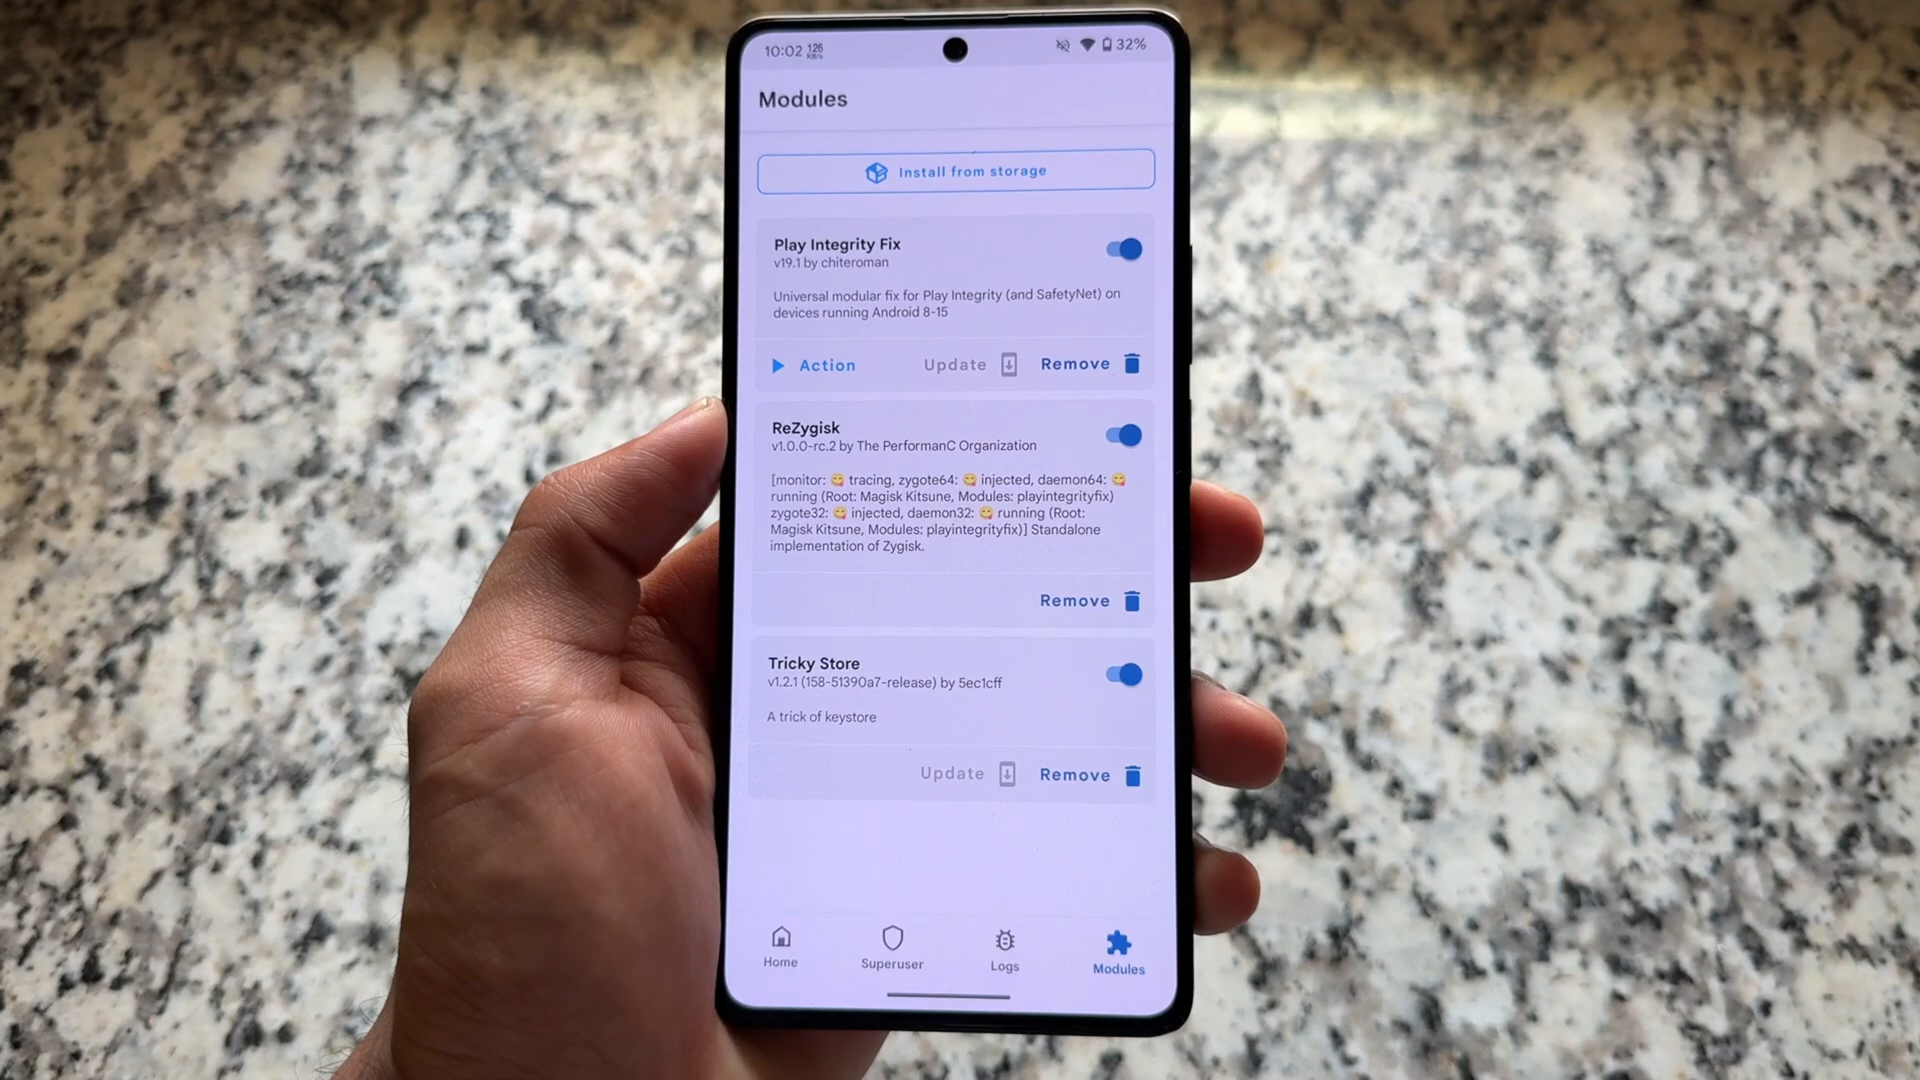 10:02 126 KB/s 32%
Modules
Install from storage
Play Integrity Fix
v19.1 by chiteroman
Universal modular fix for Play Integrity (and SafetyNet) on
devices running Android 8-15
Action Update Remove
ReZygisk
v1.0.0-rc.2 by The PerformanC Organization
[monitor: 😋 tracing, zygote64: 😋 injected, daemon64: 😋
running (Root: Magisk Kitsune, Modules: playintegrityfix)
zygote32: 😋 injected, daemon32: 😋 running (Root:
Magisk Kitsune, Modules: playintegrityfix)] Standalone
implementation of Zygisk.
Remove
Tricky Store
v1.2.1 (158-51390a7-release) by 5ec1cff
A trick of keystore
Update Remove
Home Superuser Logs Modules